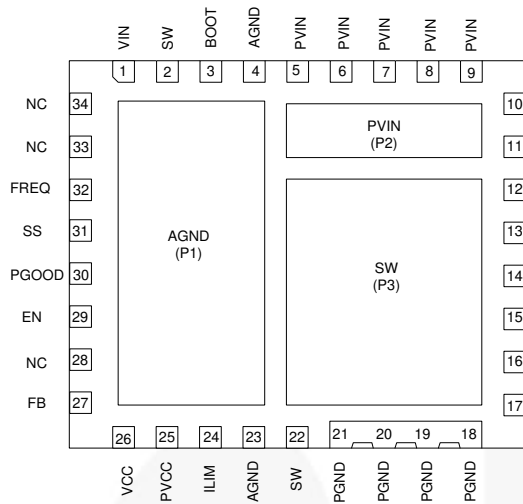 VIN
SW
BOOT
AGND
PVIN
PVIN
PVIN
PVIN
PVIN
1
2
3
4
5
6
7
8
9
NC
34
NC
33
FREQ
32
SS
31
PGOOD
30
EN
29
NC
28
FB
27
AGND
(P1)
PVIN
(P2)
SW
(P3)
10
11
12
13
14
15
16
17
26
25
24
23
22
21
20
19
18
VCC
PVCC
ILIM
AGND
SW
PGND
PGND
PGND
PGND